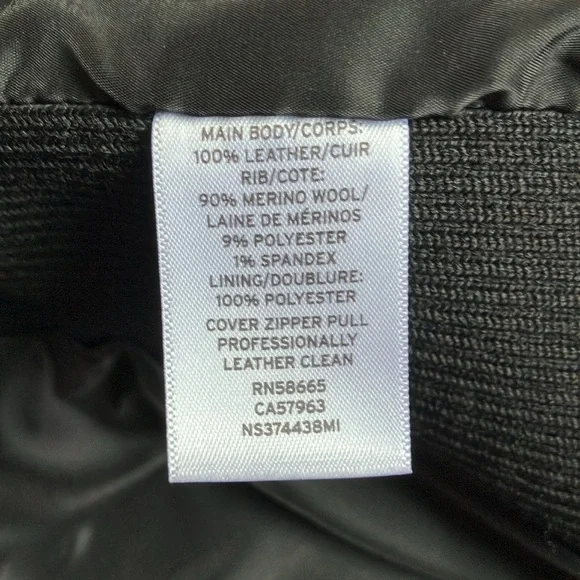 MAIN BODY/CORPS:
100% LEATHER/CUIR
RIB/COTE:
90% MERINO WOOL/
LAINE DE MÉRINOS
9% POLYESTER
1% SPANDEX
LINING/DOUBLURE:
100% POLYESTER
COVER ZIPPER PULL
PROFESSIONALLY
LEATHER CLEAN
RN58665
CA57963
NS374438MI